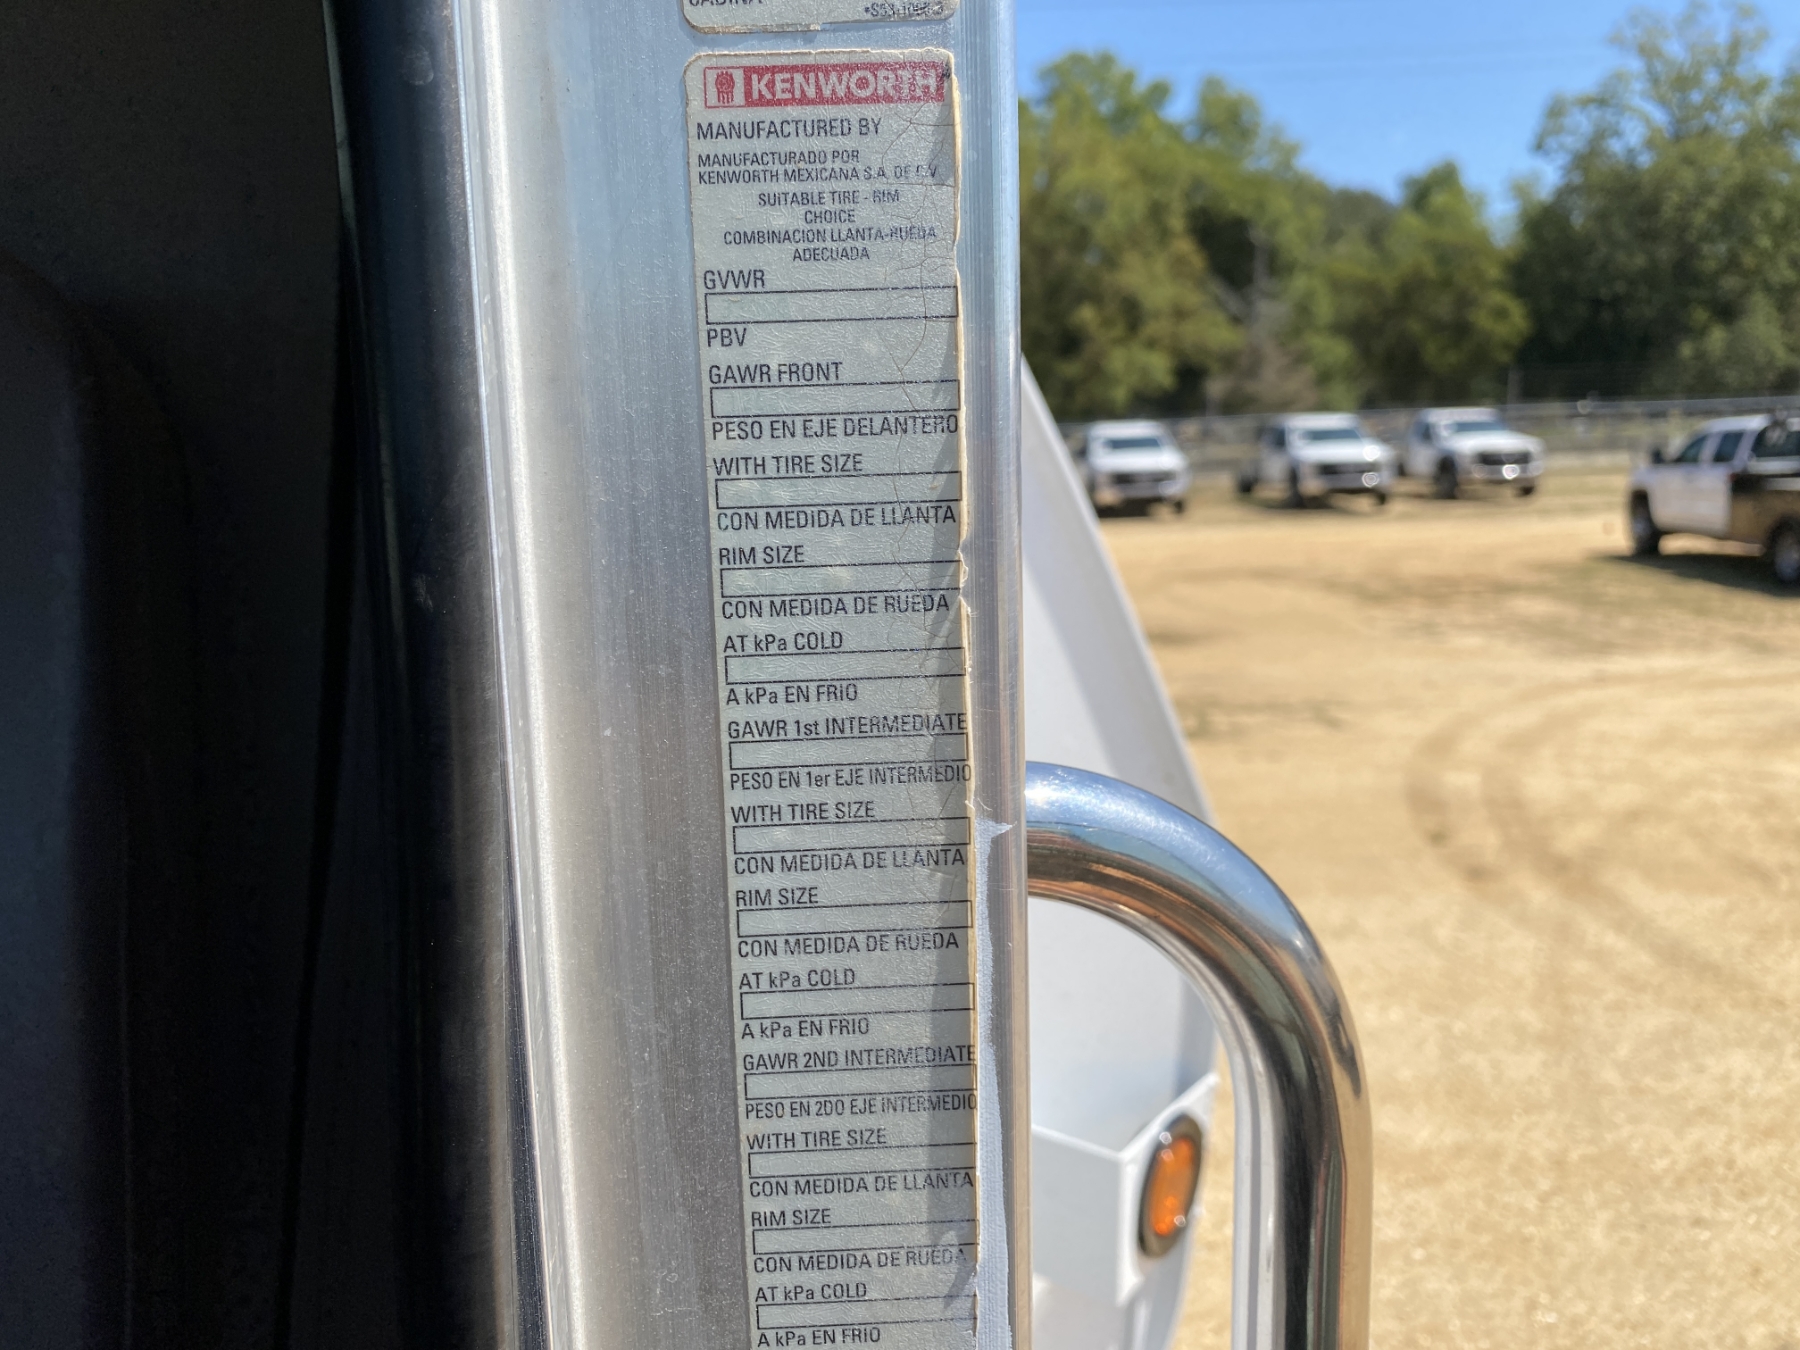 CABINA
KENWORTH
MANUFACTURED BY
MANUFACTURADO POR
KENWORTH MEXICANA S.A. DE C.V.
SUITABLE TIRE - RIM
CHOICE
COMBINACION LLANTA-RUEDA
ADECUADA
GVWR
PBV
GAWR FRONT
PESO EN EJE DELANTERO
WITH TIRE SIZE
CON MEDIDA DE LLANTA
RIM SIZE
CON MEDIDA DE RUEDA
AT kPa COLD
A kPa EN FRIO
GAWR 1st INTERMEDIATE
PESO EN 1er EJE INTERMEDIO
WITH TIRE SIZE
CON MEDIDA DE LLANTA
RIM SIZE
CON MEDIDA DE RUEDA
AT kPa COLD
A kPa EN FRIO
GAWR 2ND INTERMEDIATE
PESO EN 2DO EJE INTERMEDIO
WITH TIRE SIZE
CON MEDIDA DE LLANTA
RIM SIZE
CON MEDIDA DE RUEDA
AT kPa COLD
A kPa EN FRIO